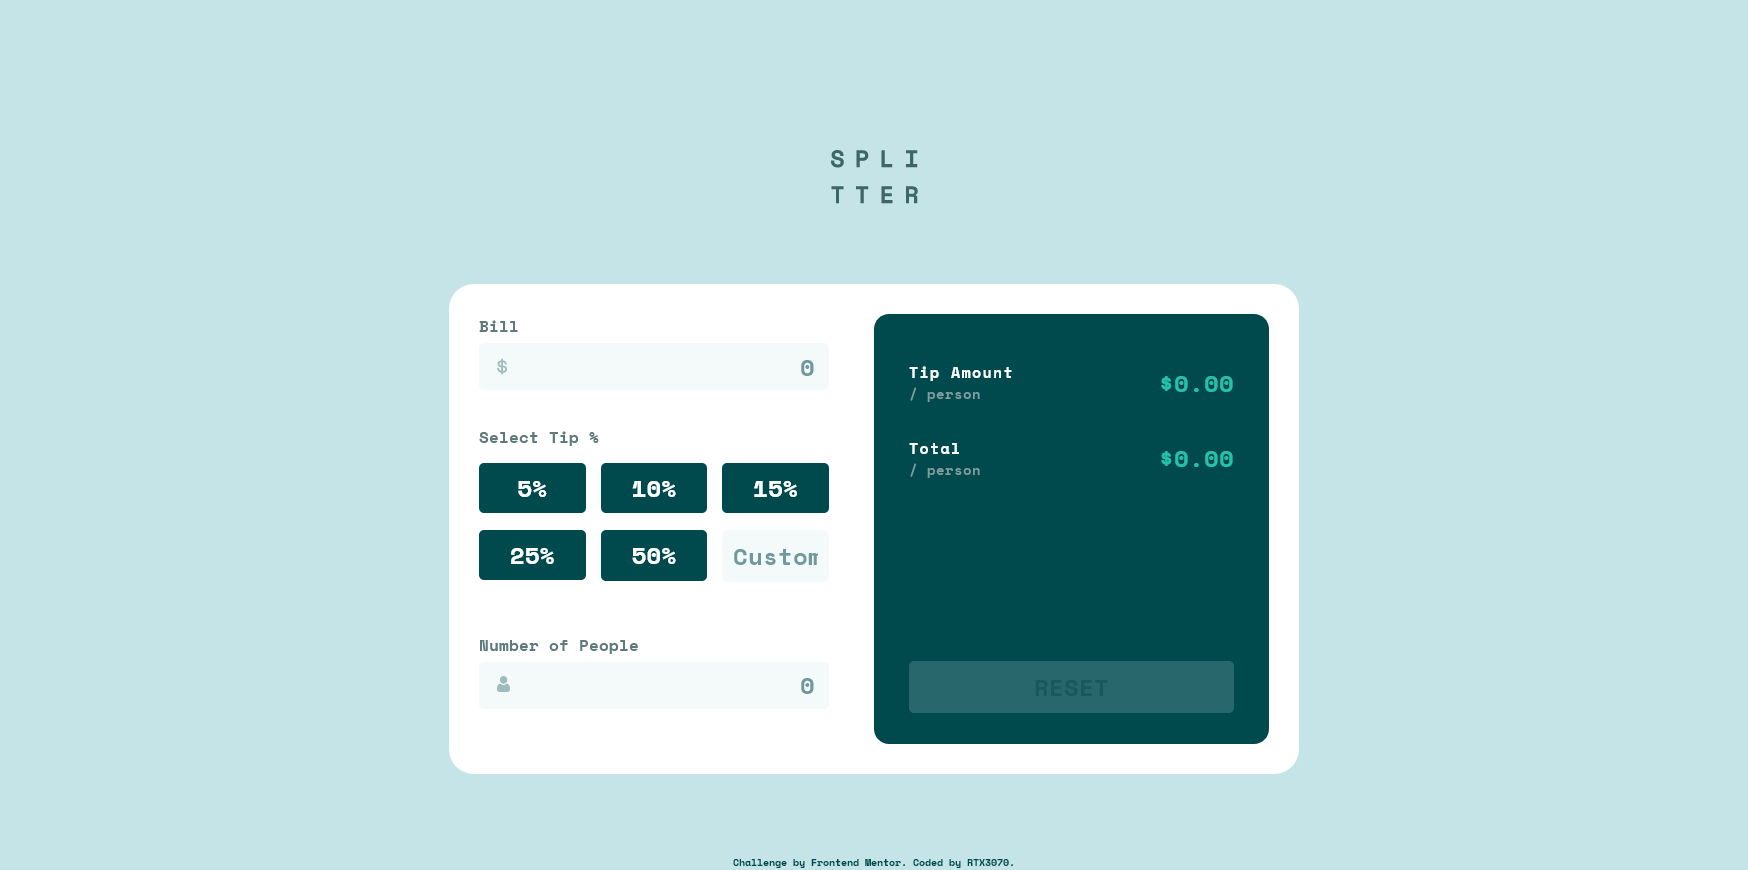 SPLI
TTER
Bill
$ 0
Select Tip %
5% 10% 15%
25% 50% Custom
Number of People
0
Tip Amount
/ person
$0.00
Total
/ person
$0.00
RESET
Challenge by Frontend Mentor. Coded by RTX3070.